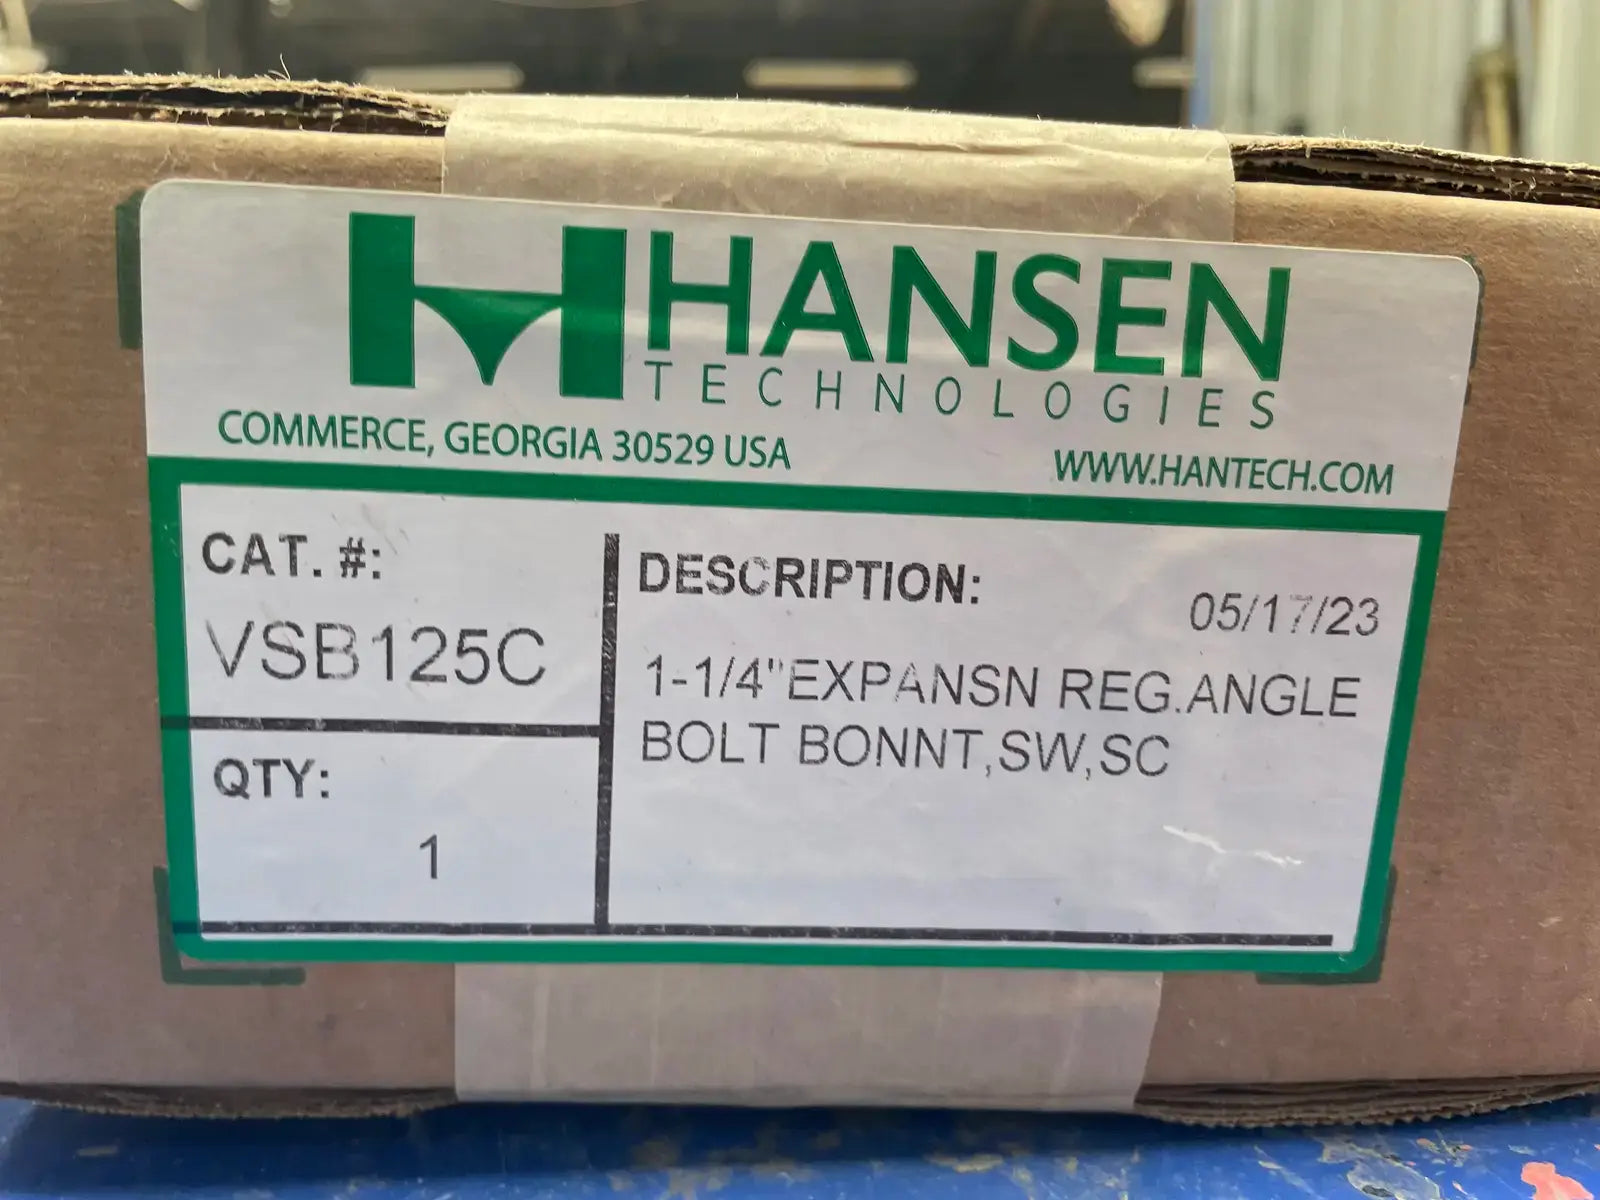 HANSEN
TECHNOLOGIES
COMMERCE, GEORGIA 30529 USA
WWW.HANTECH.COM
CAT. #:
VSB125C
QTY:
1
DESCRIPTION:
05/17/23
1-1/4"EXPANSN REG.ANGLE
BOLT BONNT,SW,SC